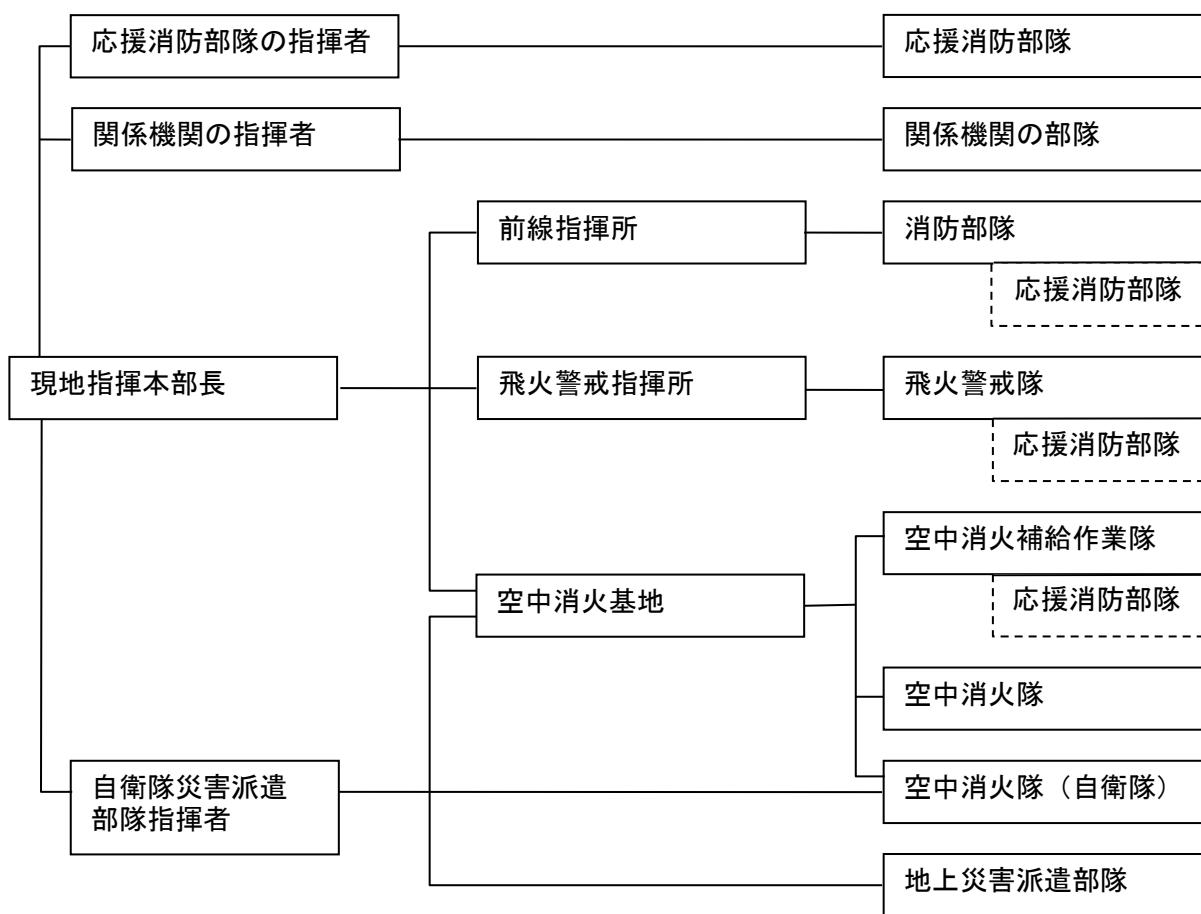 応援消防部隊の指揮者
応援消防部隊
関係機関の指揮者
関係機関の部隊
前線指揮所
消防部隊
応援消防部隊
現地指揮本部長
飛火警戒指揮所
飛火警戒隊
応援消防部隊
空中消火補給作業隊
空中消火基地
応援消防部隊
空中消火隊
自衛隊災害派遣
部隊指揮者
空中消火隊（自衛隊）
地上災害派遣部隊